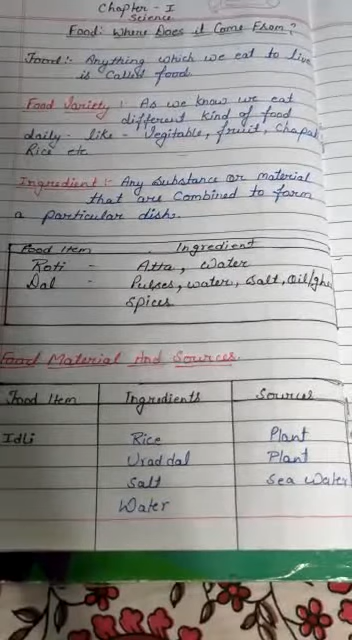 Chapter - I
Science
Food: Where Does it Come From?
Food:- Anything which we eat to live
is called food.
Food Variety :- As we know we eat
different kind of food
daily - like - Vegitable, fruit, Chapati
Rice etc
Ingredient :- Any substance or material
that are combined to form
a particular dish.
Food Item Ingredient
Roti - Atta, Water
Dal - Pulses, water, Salt, Oil/ghee
Spices
Food Material And Sources.
Food Item Ingredients Sources
Idli Rice Plant
Urad dal Plant
Salt Sea Water
Water